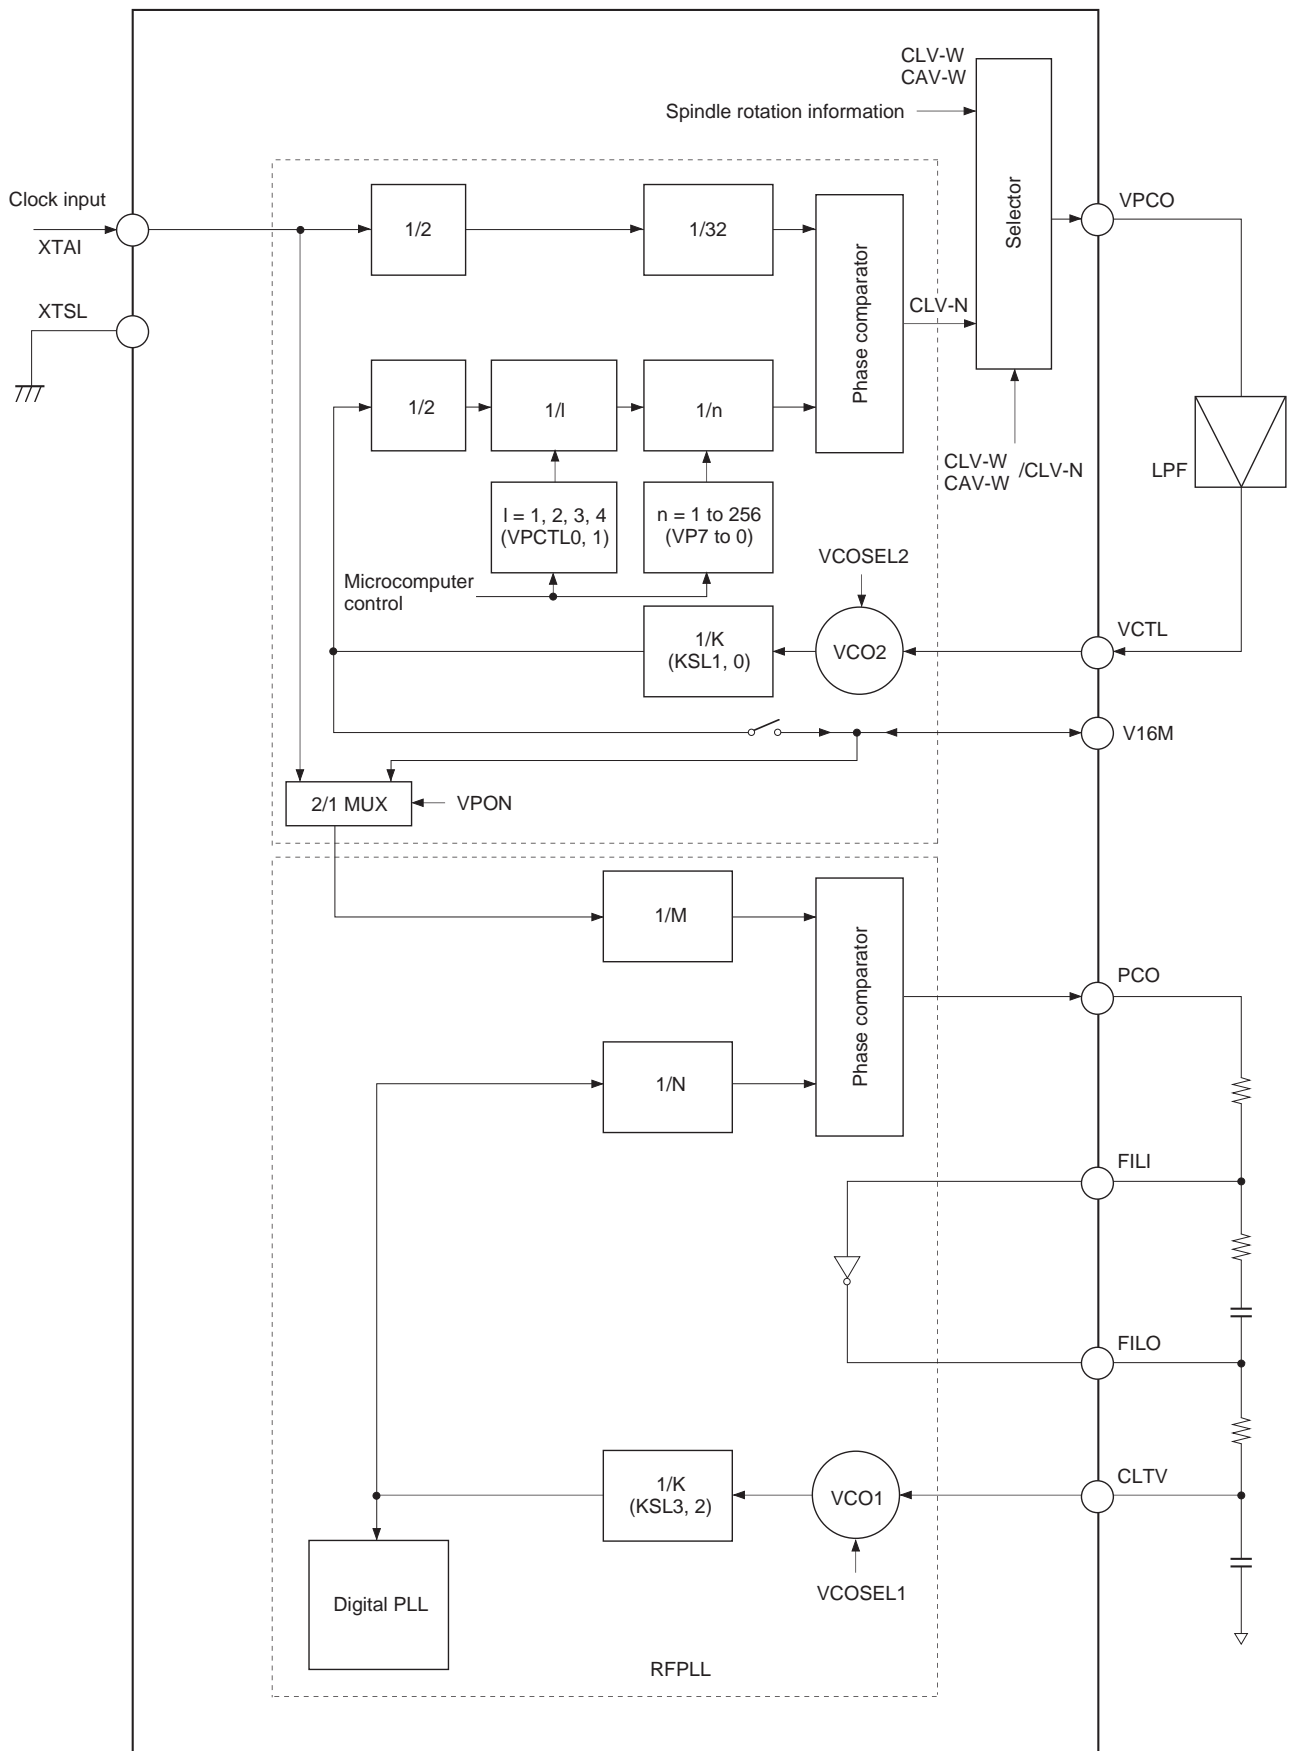 CLV-W
CAV-W
Spindle rotation information
Clock input
XTAI
1/2
1/32
Phase comparator
Selector
VPCO
XTSL
CLV-N
1/2
1/l
1/n
CLV-W
CAV-W
/CLV-N
LPF
l = 1, 2, 3, 4
(VPCTL0, 1)
n = 1 to 256
(VP7 to 0)
Microcomputer
control
VCOSEL2
1/K
(KSL1, 0)
VCO2
VCTL
V16M
2/1 MUX
VPON
1/M
Phase comparator
PCO
1/N
FILI
FILO
1/K
(KSL3, 2)
VCO1
CLTV
VCOSEL1
Digital PLL
RFPLL